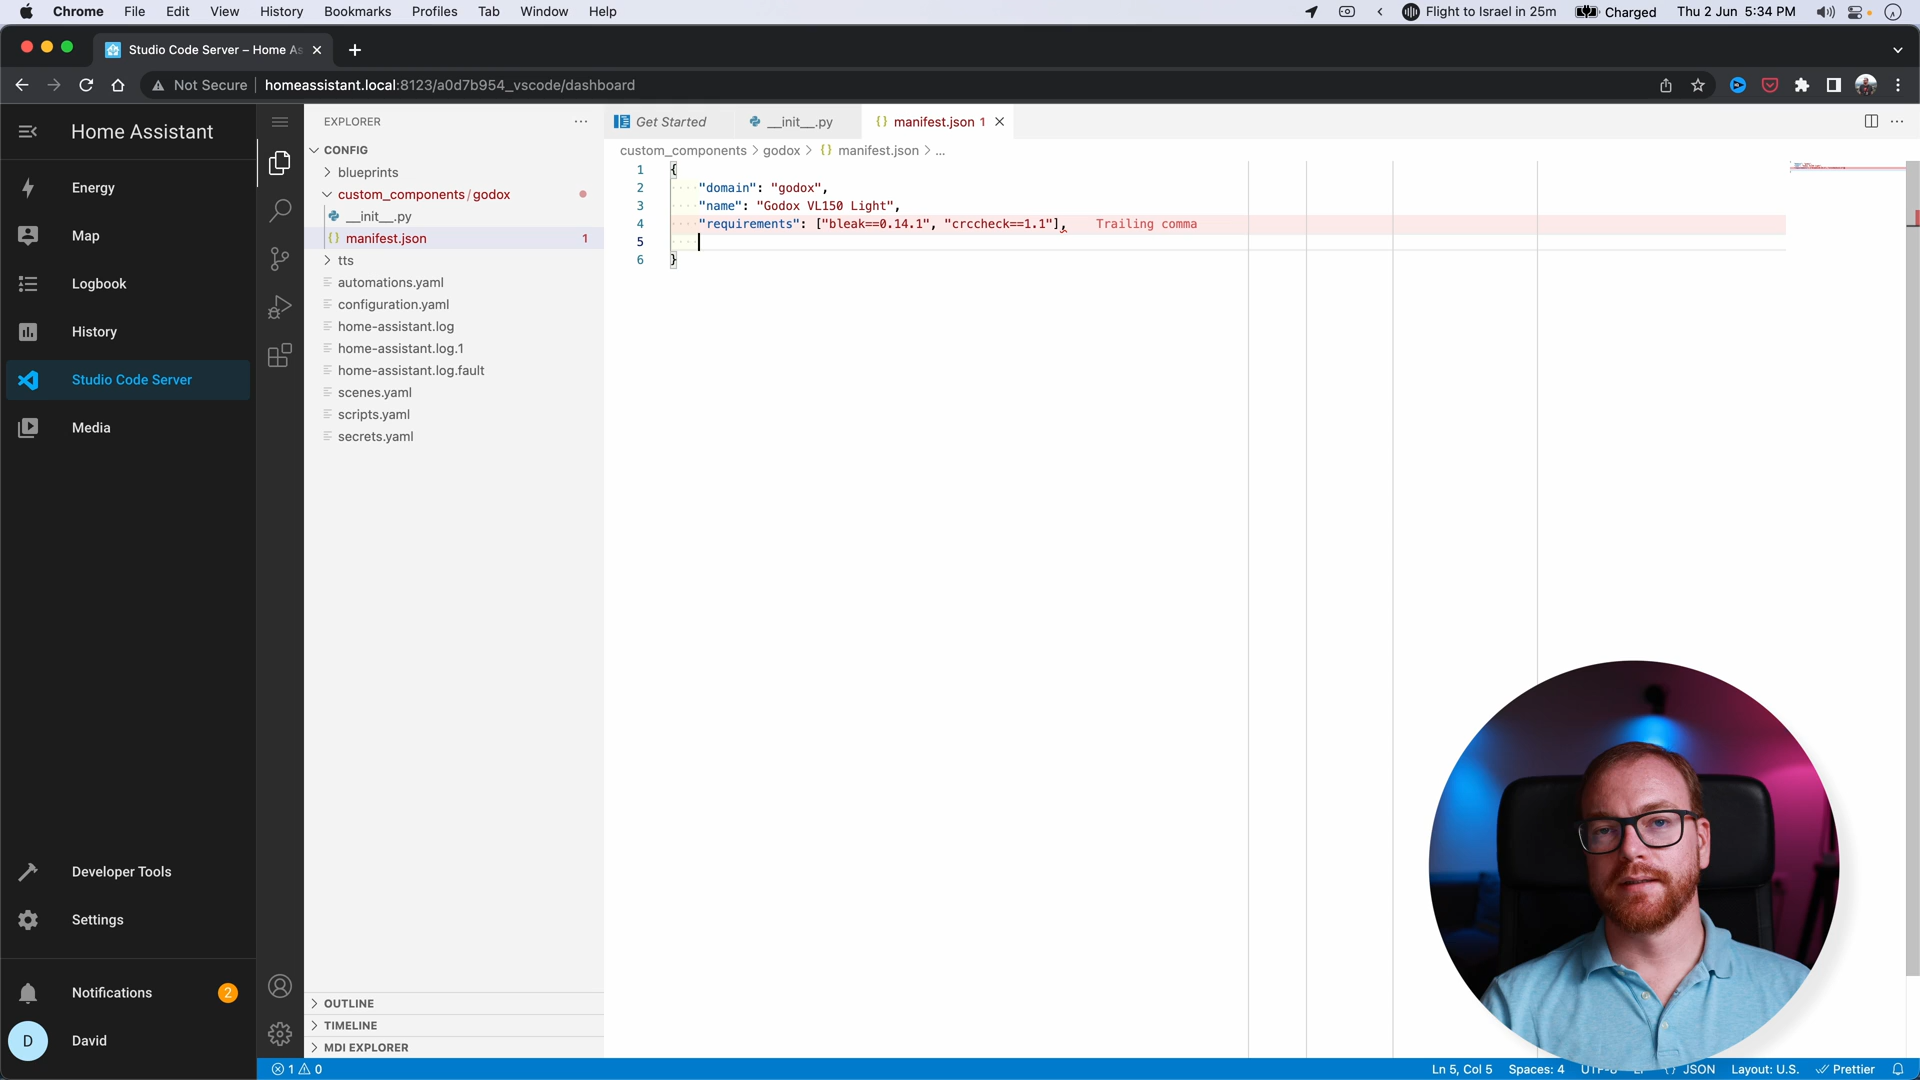 Chrome File Edit View History Bookmarks Profiles Tab Window Help
Flight to Israel in 25m Charged Thu 2 Jun 5:34 PM
Studio Code Server – Home As
Not Secure homeassistant.local:8123/a0d7b954_vscode/dashboard
Home Assistant
Energy
Map
Logbook
History
Studio Code Server
Media
Developer Tools
Settings
Notifications 2
D David
EXPLORER
CONFIG
blueprints
custom_components/godox
__init__.py
manifest.json 1
tts
automations.yaml
configuration.yaml
home-assistant.log
home-assistant.log.1
home-assistant.log.fault
scenes.yaml
scripts.yaml
secrets.yaml
OUTLINE
TIMELINE
MDI EXPLORER
Get Started __init__.py {} manifest.json 1
custom_components > godox > {} manifest.json > ...
1 {
2 "domain": "godox",
3 "name": "Godox VL150 Light",
4 "requirements": ["bleak==0.14.1", "crccheck==1.1"], Trailing comma
5
6 }
1 0 Ln 5, Col 5 Spaces: 4 JSON Layout: U.S. Prettier